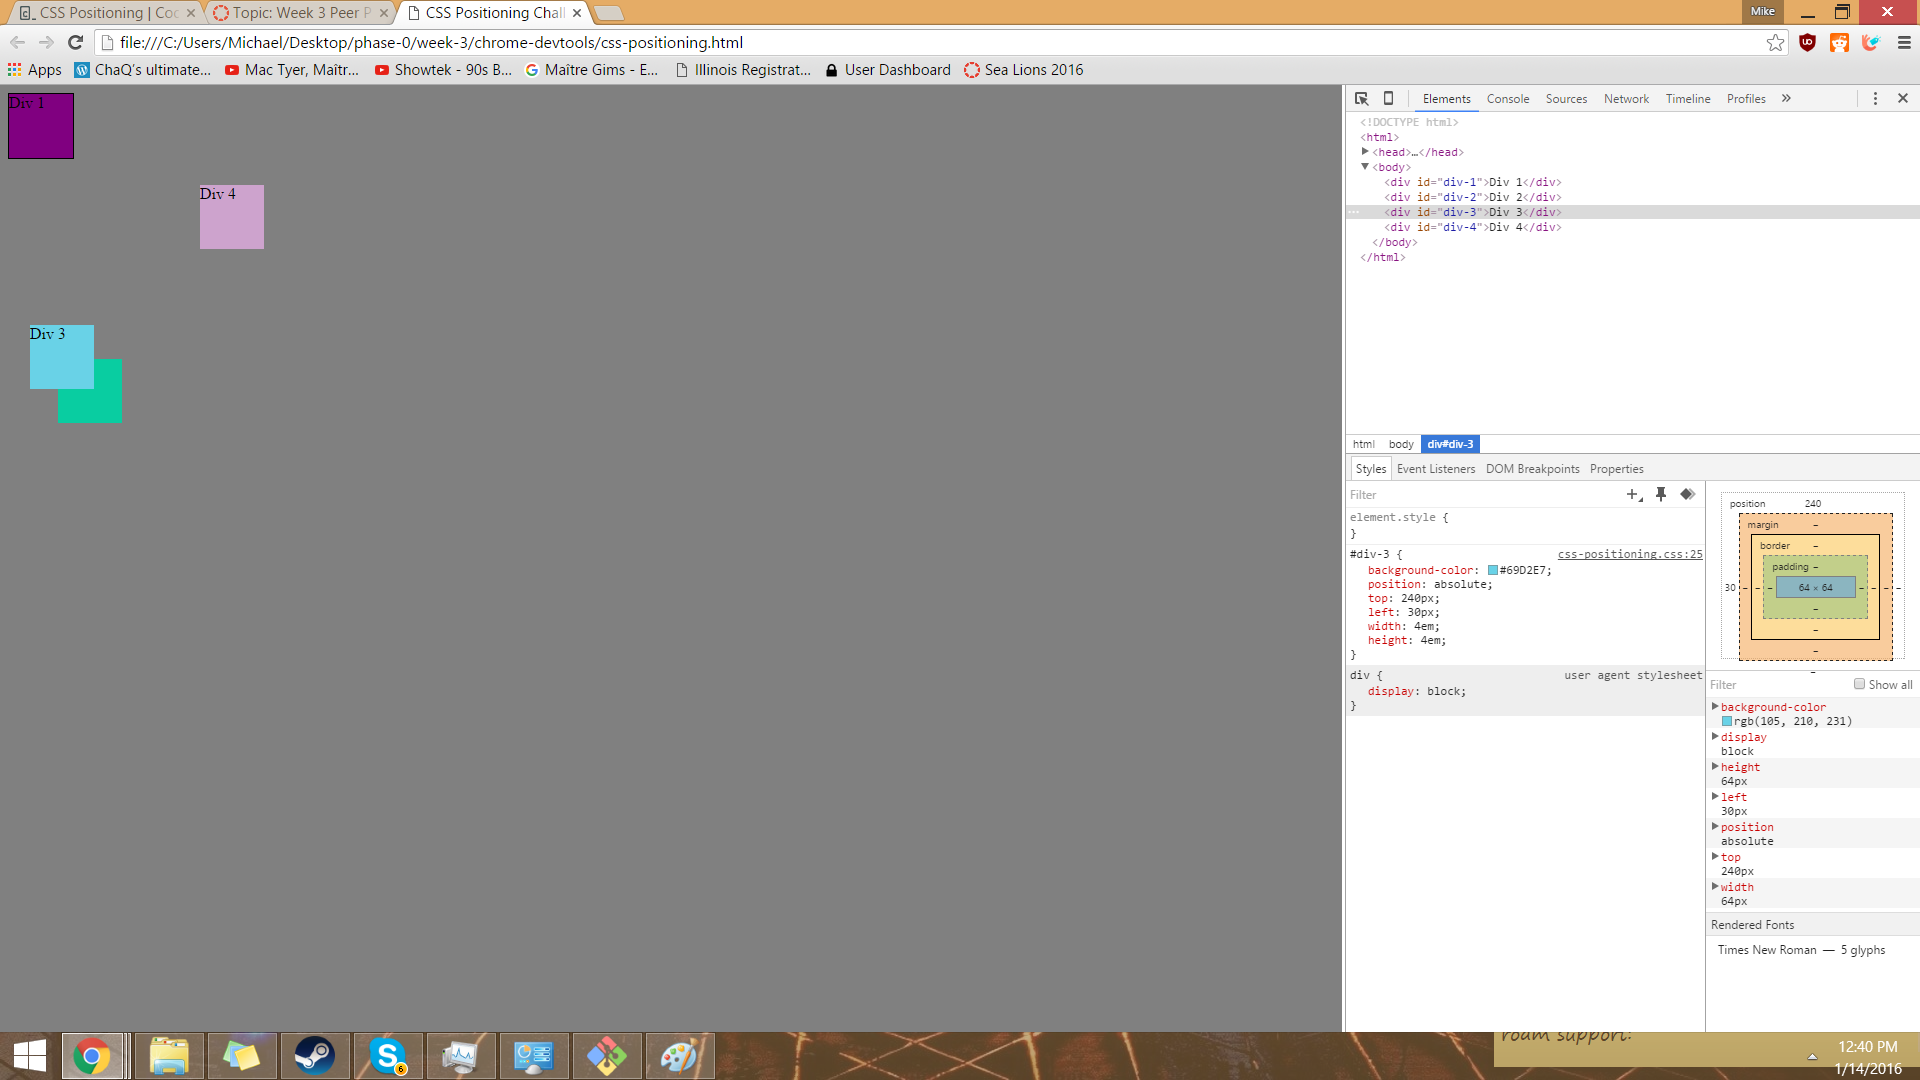 CSS Positioning | Coc
Topic: Week 3 Peer P
CSS Positioning Chall
Mike
file:///C:/Users/Michael/Desktop/phase-0/week-3/chrome-devtools/css-positioning.html
Apps
ChaQ's ultimate...
Mac Tyer, Maîtr...
Showtek - 90s B...
Maître Gims - E...
Illinois Registrat...
User Dashboard
Sea Lions 2016
Div 1
Div 4
Div 3
Elements Console Sources Network Timeline Profiles »
<!DOCTYPE html>
<html>
<head>…</head>
<body>
<div id="div-1">Div 1</div>
<div id="div-2">Div 2</div>
<div id="div-3">Div 3</div>
<div id="div-4">Div 4</div>
</body>
</html>
html body div#div-3
Styles Event Listeners DOM Breakpoints Properties
Filter
element.style {
}
#div-3 { css-positioning.css:25
background-color: #69D2E7;
position: absolute;
top: 240px;
left: 30px;
width: 4em;
height: 4em;
}
div { user agent stylesheet
display: block;
}
position 240
margin –
border –
padding –
30 – – – 64 × 64 – – – –
–
–
–
–
Filter Show all
background-color
rgb(105, 210, 231)
display
block
height
64px
left
30px
position
absolute
top
240px
width
64px
Rendered Fonts
Times New Roman — 5 glyphs
roam support:
6
12:40 PM
1/14/2016